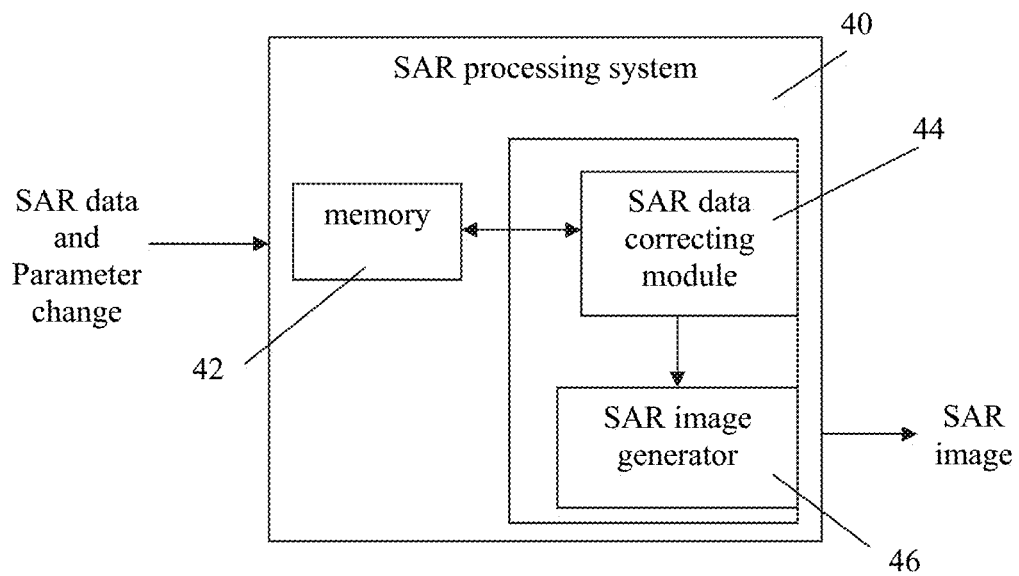 40
SAR processing system
44
SAR data
and
Parameter
change
memory
SAR data
correcting
module
42
SAR image
generator
SAR
image
46